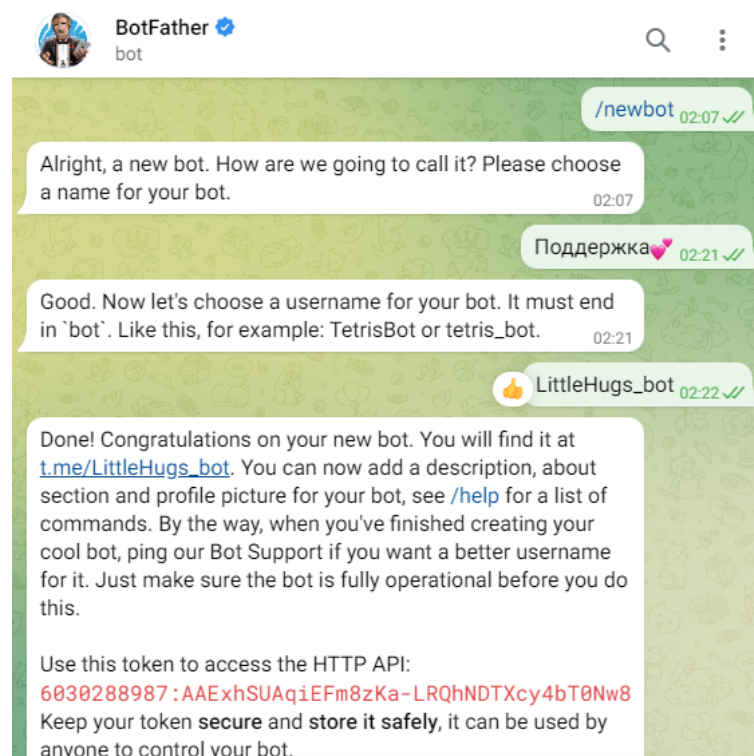 BotFather
bot
/newbot 02:07
Alright, a new bot. How are we going to call it? Please choose
a name for your bot.
02:07
Поддержка💕 02:21
Good. Now let's choose a username for your bot. It must end
in `bot`. Like this, for example: TetrisBot or tetris_bot.
02:21
👍 LittleHugs_bot 02:22
Done! Congratulations on your new bot. You will find it at
t.me/LittleHugs_bot. You can now add a description, about
section and profile picture for your bot, see /help for a list of
commands. By the way, when you've finished creating your
cool bot, ping our Bot Support if you want a better username
for it. Just make sure the bot is fully operational before you do
this.
Use this token to access the HTTP API:
6030288987:AAExhSUAqiEFm8zKa-LRQhNDTXcy4bT0Nw8
Keep your token secure and store it safely, it can be used by
anyone to control your bot.